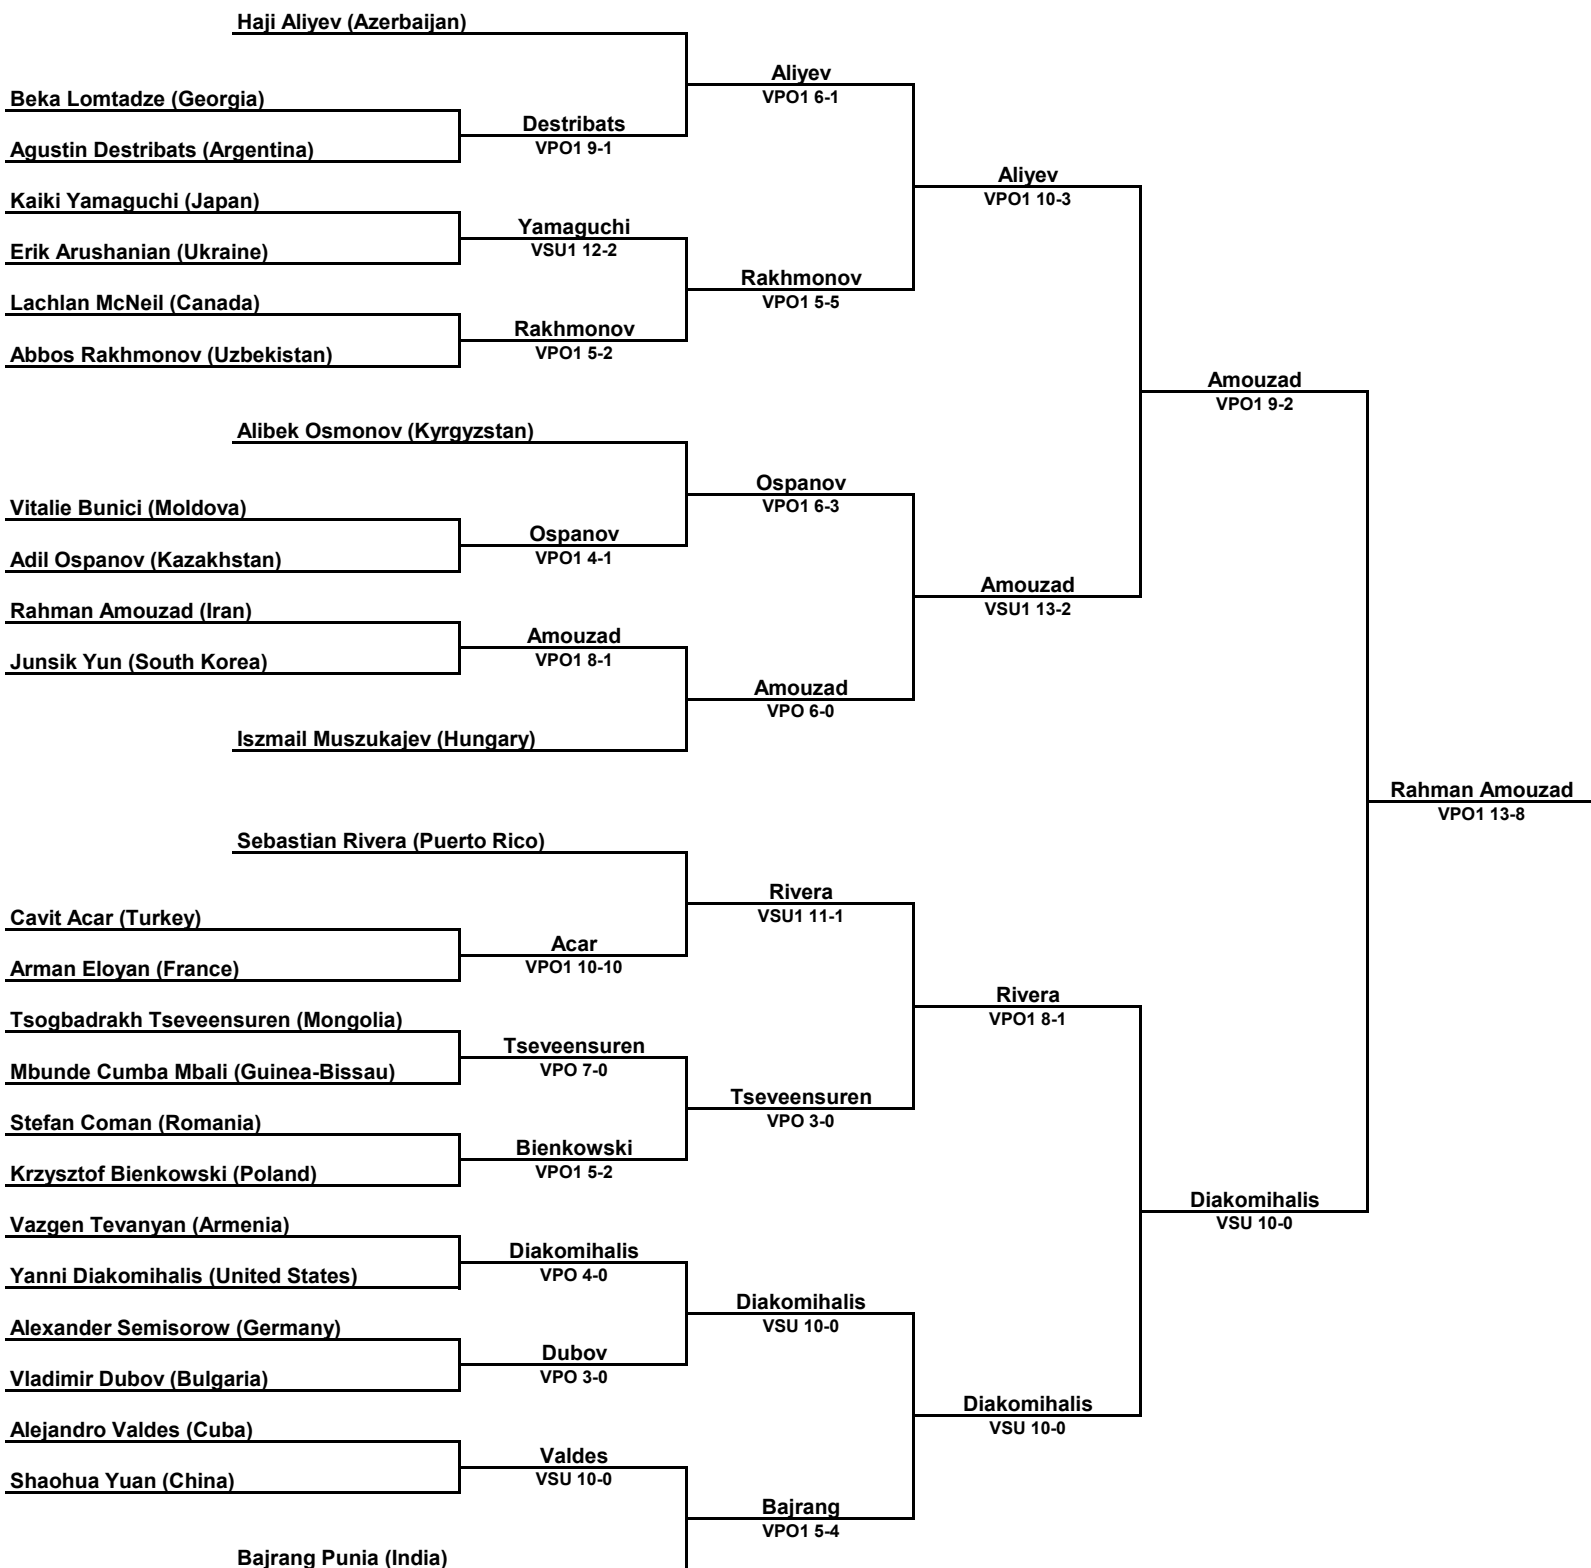 Haji Aliyev (Azerbaijan)
Aliyev
VPO1 6-1
Beka Lomtadze (Georgia)
Destribats
VPO1 9-1
Agustin Destribats (Argentina)
Aliyev
VPO1 10-3
Kaiki Yamaguchi (Japan)
Yamaguchi
VSU1 12-2
Erik Arushanian (Ukraine)
Rakhmonov
VPO1 5-5
Lachlan McNeil (Canada)
Rakhmonov
VPO1 5-2
Abbos Rakhmonov (Uzbekistan)
Amouzad
VPO1 9-2
Alibek Osmonov (Kyrgyzstan)
Ospanov
VPO1 6-3
Vitalie Bunici (Moldova)
Ospanov
VPO1 4-1
Adil Ospanov (Kazakhstan)
Amouzad
VSU1 13-2
Rahman Amouzad (Iran)
Amouzad
VPO1 8-1
Junsik Yun (South Korea)
Amouzad
VPO 6-0
Iszmail Muszukajev (Hungary)
Rahman Amouzad
VPO1 13-8
Sebastian Rivera (Puerto Rico)
Rivera
VSU1 11-1
Cavit Acar (Turkey)
Acar
VPO1 10-10
Arman Eloyan (France)
Rivera
VPO1 8-1
Tsogbadrakh Tseveensuren (Mongolia)
Tseveensuren
VPO 7-0
Mbunde Cumba Mbali (Guinea-Bissau)
Tseveensuren
VPO 3-0
Stefan Coman (Romania)
Bienkowski
VPO1 5-2
Krzysztof Bienkowski (Poland)
Diakomihalis
VSU 10-0
Vazgen Tevanyan (Armenia)
Diakomihalis
VPO 4-0
Yanni Diakomihalis (United States)
Diakomihalis
VSU 10-0
Alexander Semisorow (Germany)
Dubov
VPO 3-0
Vladimir Dubov (Bulgaria)
Diakomihalis
VSU 10-0
Alejandro Valdes (Cuba)
Valdes
VSU 10-0
Shaohua Yuan (China)
Bajrang
VPO1 5-4
Bajrang Punia (India)